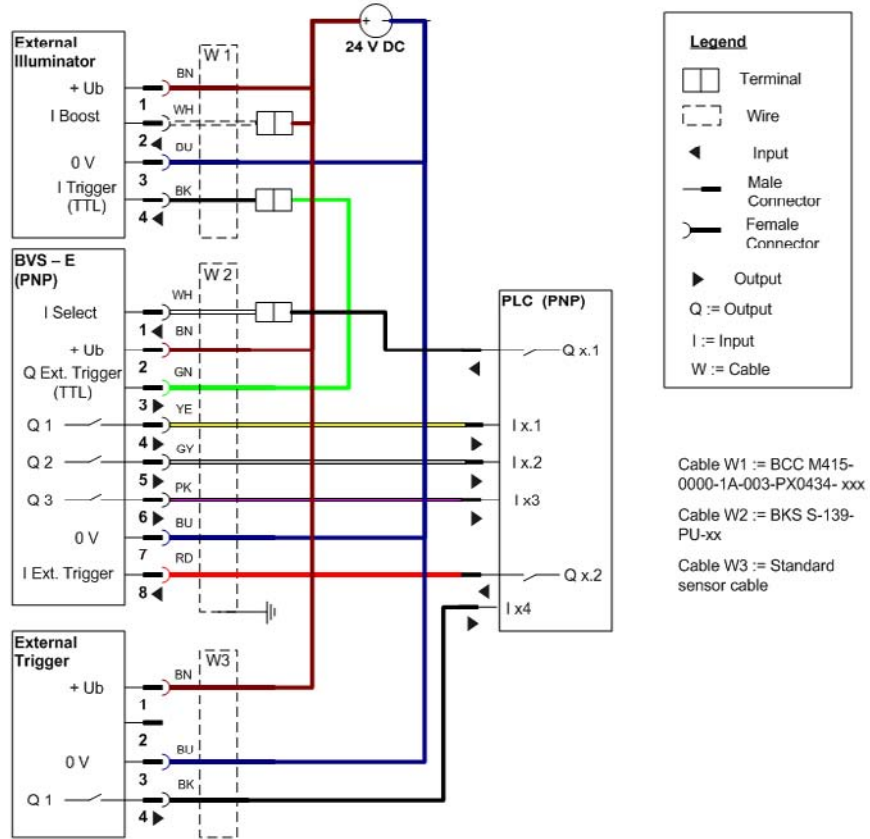 24 V DC
External
Illuminator
W 1
+ Ub
BN
1
I Boost
WH
2
BU
0 V
3
I Trigger
(TTL)
BK
4
BVS – E
(PNP)
W 2
I Select
WH
1
BN
+ Ub
2
Q Ext. Trigger
(TTL)
GN
3
YE
Q 1
4
GY
Q 2
5
PK
Q 3
6
BU
0 V
7
RD
I Ext. Trigger
8
PLC (PNP)
Q x.1
I x.1
I x.2
I x3
Q x.2
I x4
External
Trigger
W3
+ Ub
BN
1
2
BU
0 V
3
BK
Q 1
4
Legend
Terminal
Wire
Input
Male
Connector
Female
Connector
Output
Q := Output
I := Input
W := Cable
Cable W1 := BCC M415-
0000-1A-003-PX0434- xxx
Cable W2 := BKS S-139-
PU-xx
Cable W3 := Standard
sensor cable